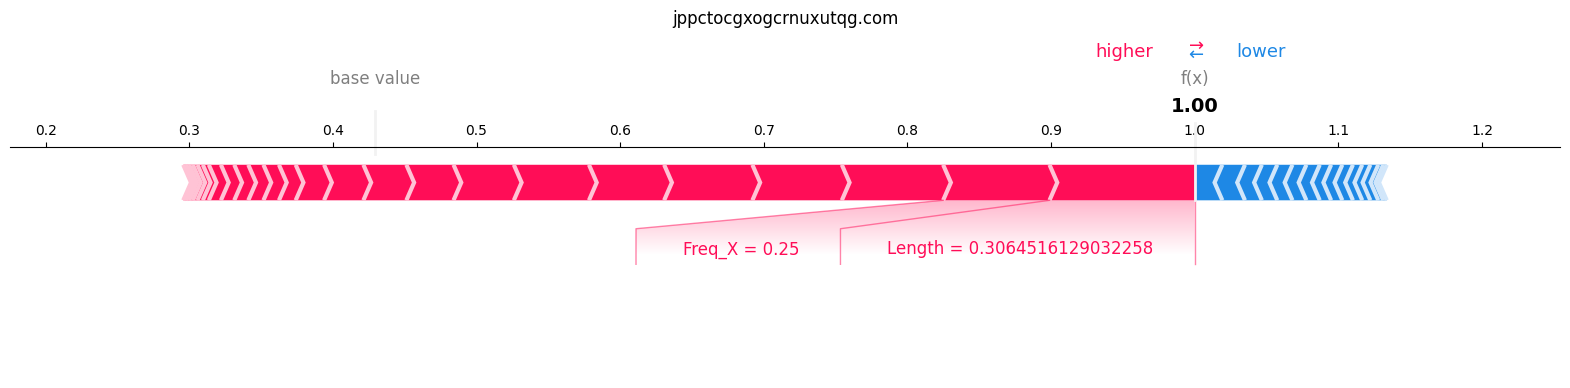 jppctocgxogcrnuxutqg.com
higher → ← lower
base value f(x)
1.00
0.2 0.3 0.4 0.5 0.6 0.7 0.8 0.9 1.0 1.1 1.2
Freq_X = 0.25 Length = 0.3064516129032258